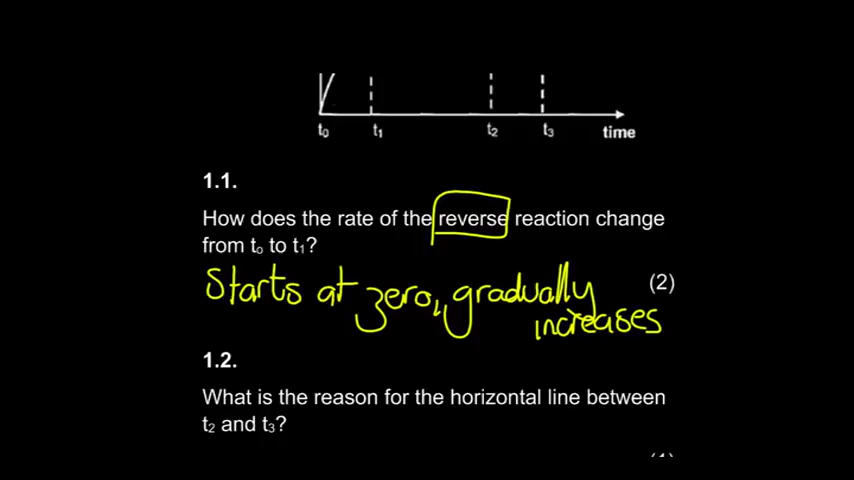 t₀ t₁ t₂ t₃ time
1.1.
How does the rate of the reverse reaction change
from t₀ to t₁?
(2)
Starts at zero, gradually
increases
1.2.
What is the reason for the horizontal line between
t₂ and t₃?